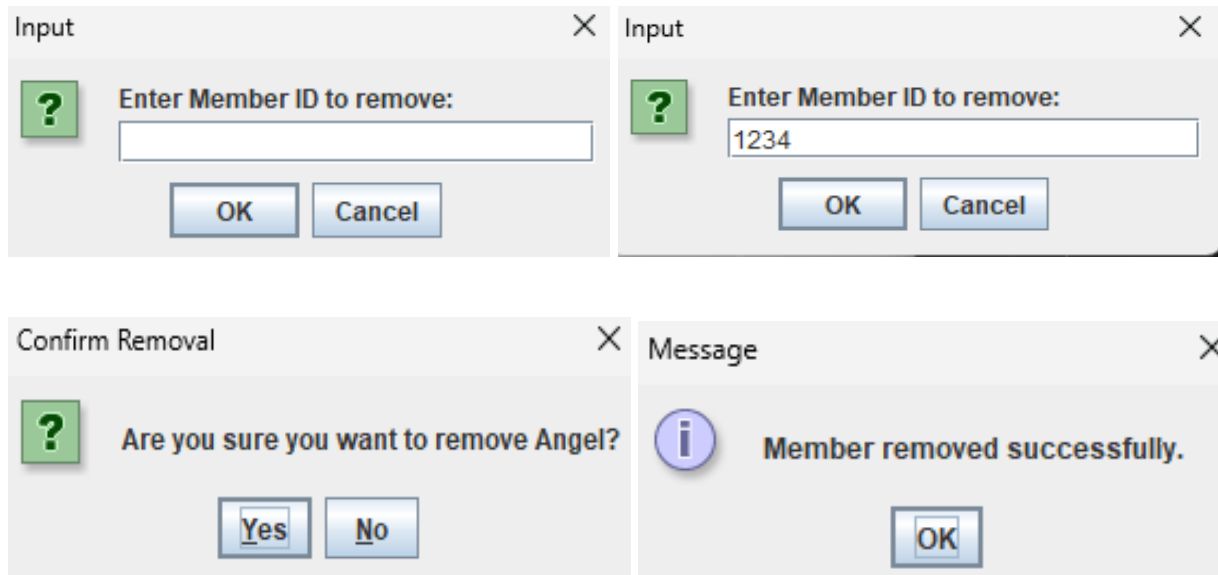 Input
Enter Member ID to remove:
OK Cancel
Input
Enter Member ID to remove:
1234
OK Cancel
Confirm Removal
Are you sure you want to remove Angel?
Yes No
Message
Member removed successfully.
OK